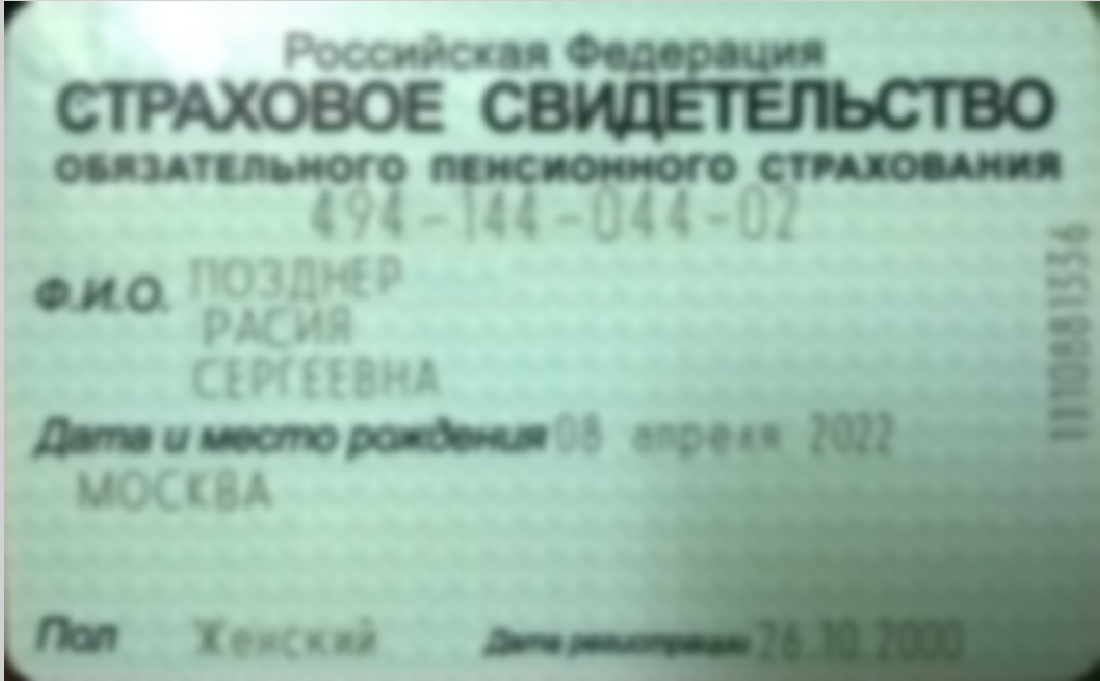 Российская Федерация
СТРАХОВОЕ СВИДЕТЕЛЬСТВО
ОБЯЗАТЕЛЬНОГО ПЕНСИОННОГО СТРАХОВАНИЯ
494-144-044-02
Ф.И.О. ПОЗДНЕР
РАСИЯ
СЕРГЕЕВНА
Дата и место рождения 08 апреля 2022
МОСКВА
Пол Женский Дата регистрации 26.10.2000
1110881336